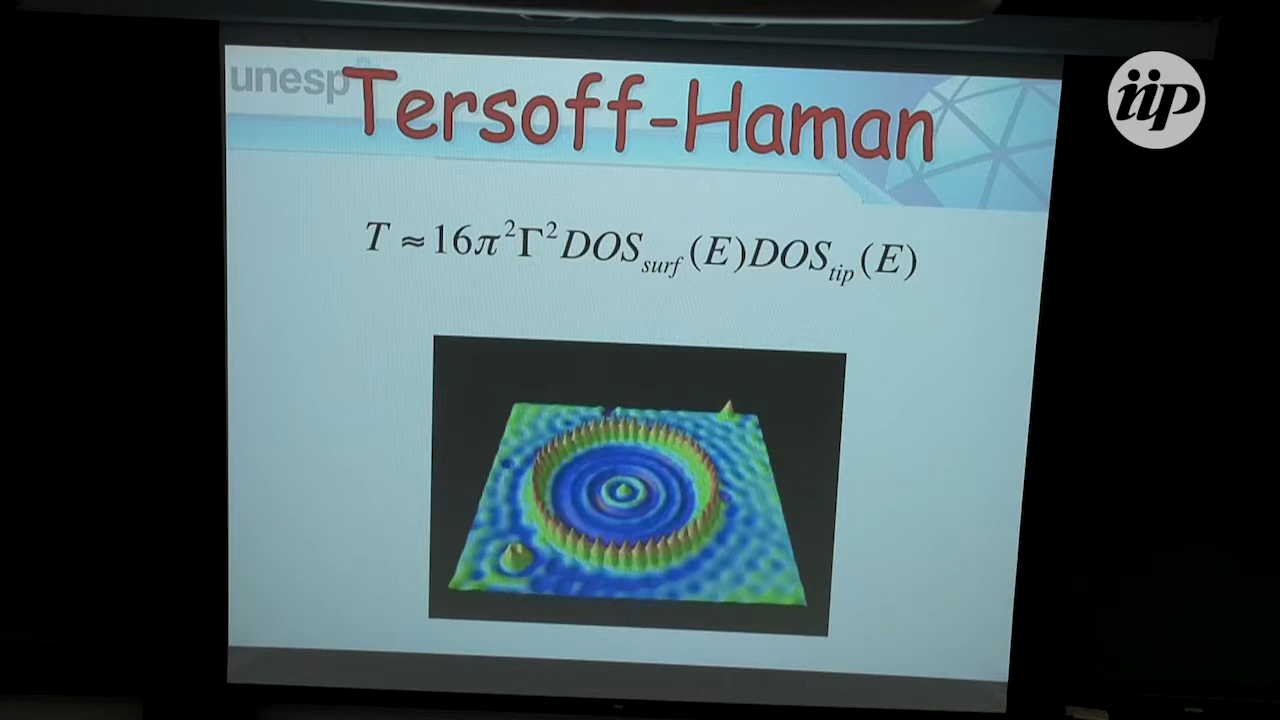 unesp
iip
Tersoff-Haman
T ≈ 16π²Γ²DOS_surf(E)DOS_tip(E)